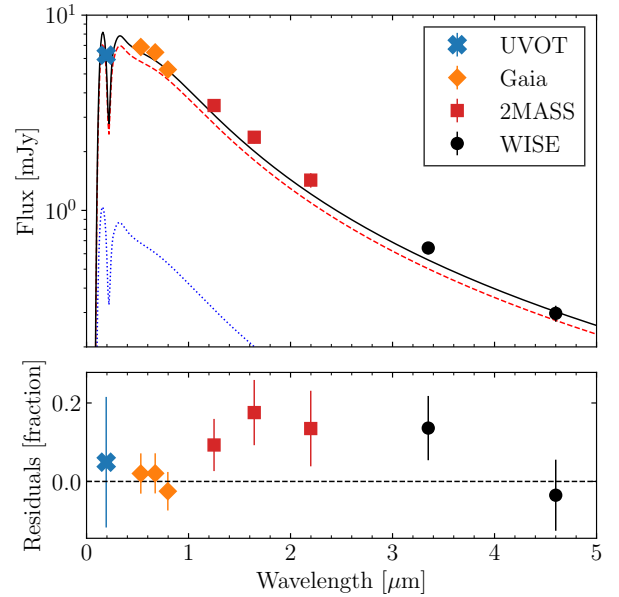 10^1
10^0
Flux [mJy]
UVOT
Gaia
2MASS
WISE
0.2
0.0
Residuals [fraction]
0 1 2 3 4 5
Wavelength [μm]